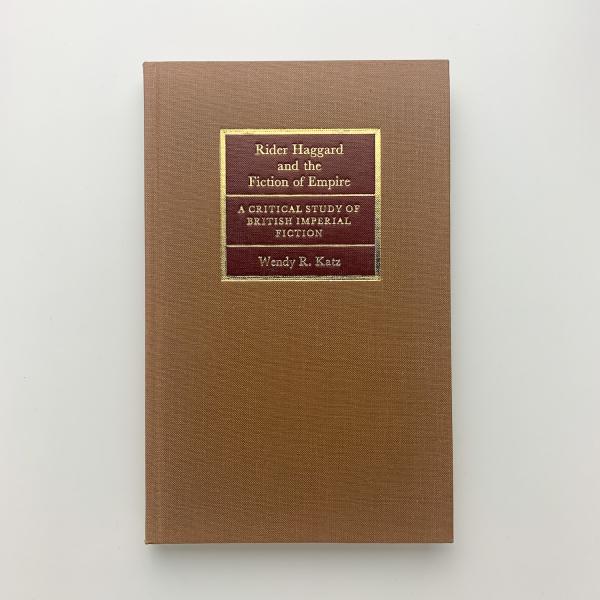 Rider Haggard
and the
Fiction of Empire
A CRITICAL STUDY OF
BRITISH IMPERIAL
FICTION
Wendy R. Katz